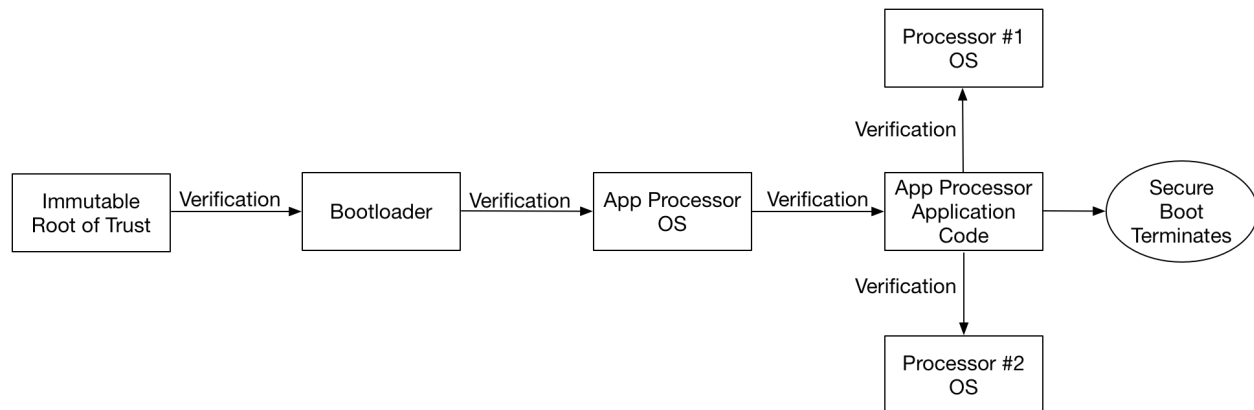 Processor #1
OS
Verification
Immutable
Root of Trust
Verification
Bootloader
Verification
App Processor
OS
Verification
App Processor
Application
Code
Secure
Boot
Terminates
Verification
Processor #2
OS